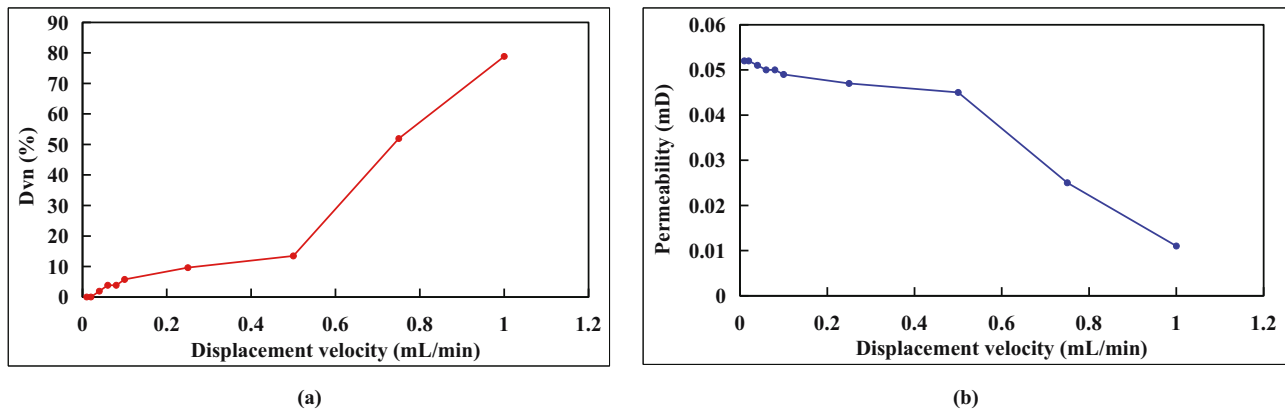 90
80
70
60
50
40
30
20
10
0
Dvn (%)
0 0.2 0.4 0.6 0.8 1 1.2
Displacement velocity (mL/min)
(a)
0.06
0.05
0.04
0.03
0.02
0.01
0
Permeability (mD)
0 0.2 0.4 0.6 0.8 1 1.2
Displacement velocity (mL/min)
(b)